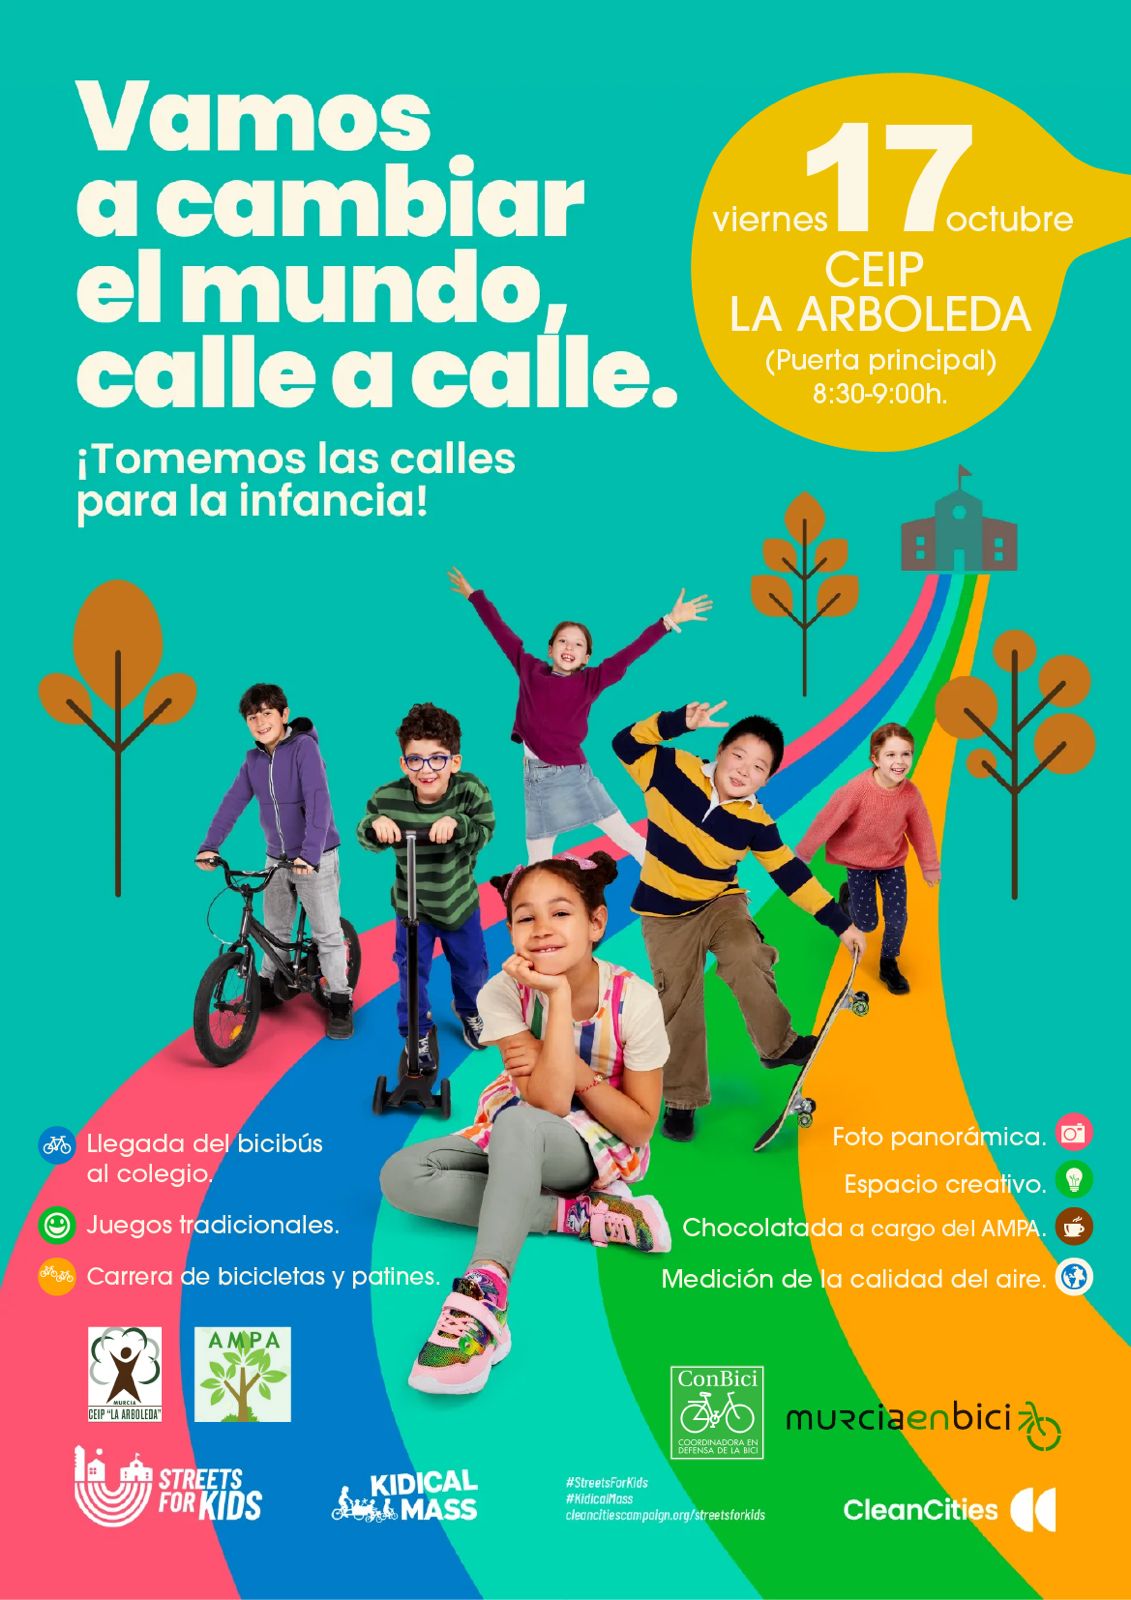 Vamos
a cambiar
el mundo,
calle a calle.
¡Tomemos las calles
para la infancia!
viernes 17 octubre
CEIP
LA ARBOLEDA
(Puerta principal)
8:30-9:00h.
Llegada del bicibús
al colegio.
Juegos tradicionales.
Carrera de bicicletas y patines.
Foto panorámica.
Espacio creativo.
Chocolatada a cargo del AMPA.
Medición de la calidad del aire.
MURCIA
CEIP "LA ARBOLEDA"
AMPA
ConBici
COORDINADORA EN
DEFENSA DE LA BICI
murciaenbici
STREETS
FOR KIDS
KIDICAL
MASS
#StreetsForKids
#KidicalMass
cleancitiescampaign.org/streetsforkids
CleanCities